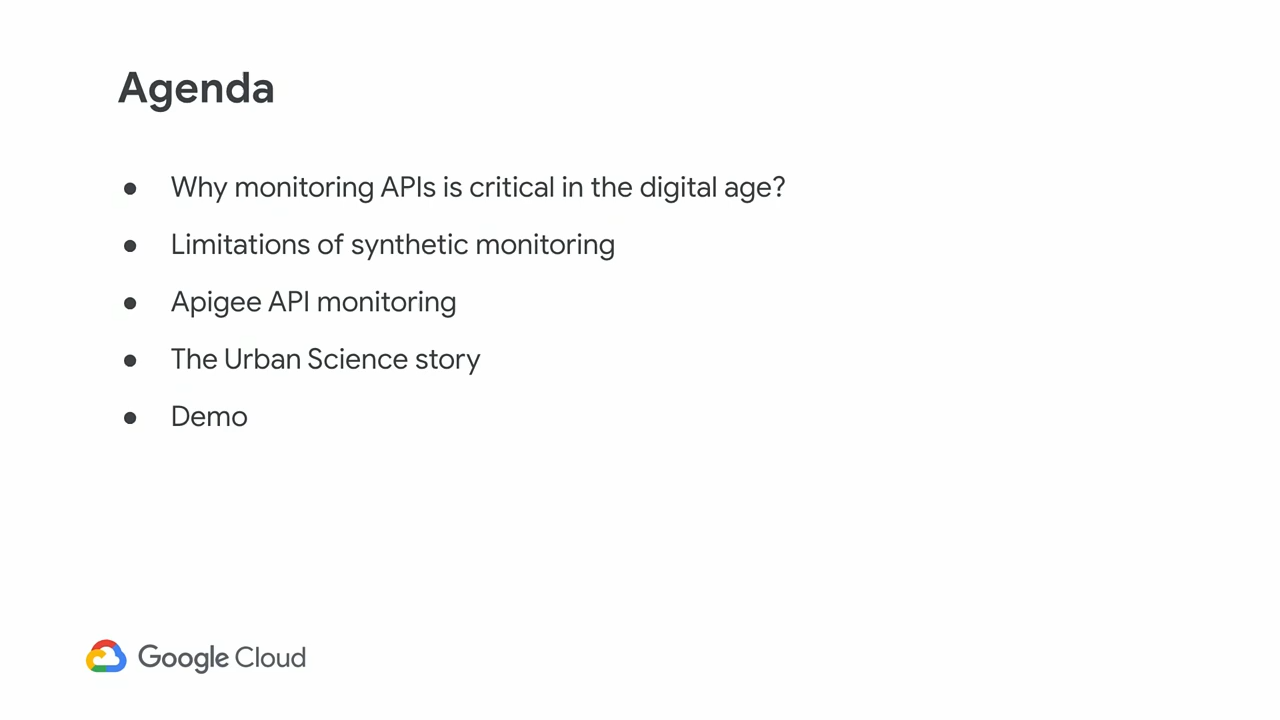 Agenda
● Why monitoring APIs is critical in the digital age?
● Limitations of synthetic monitoring
● Apigee API monitoring
● The Urban Science story
● Demo
Google Cloud